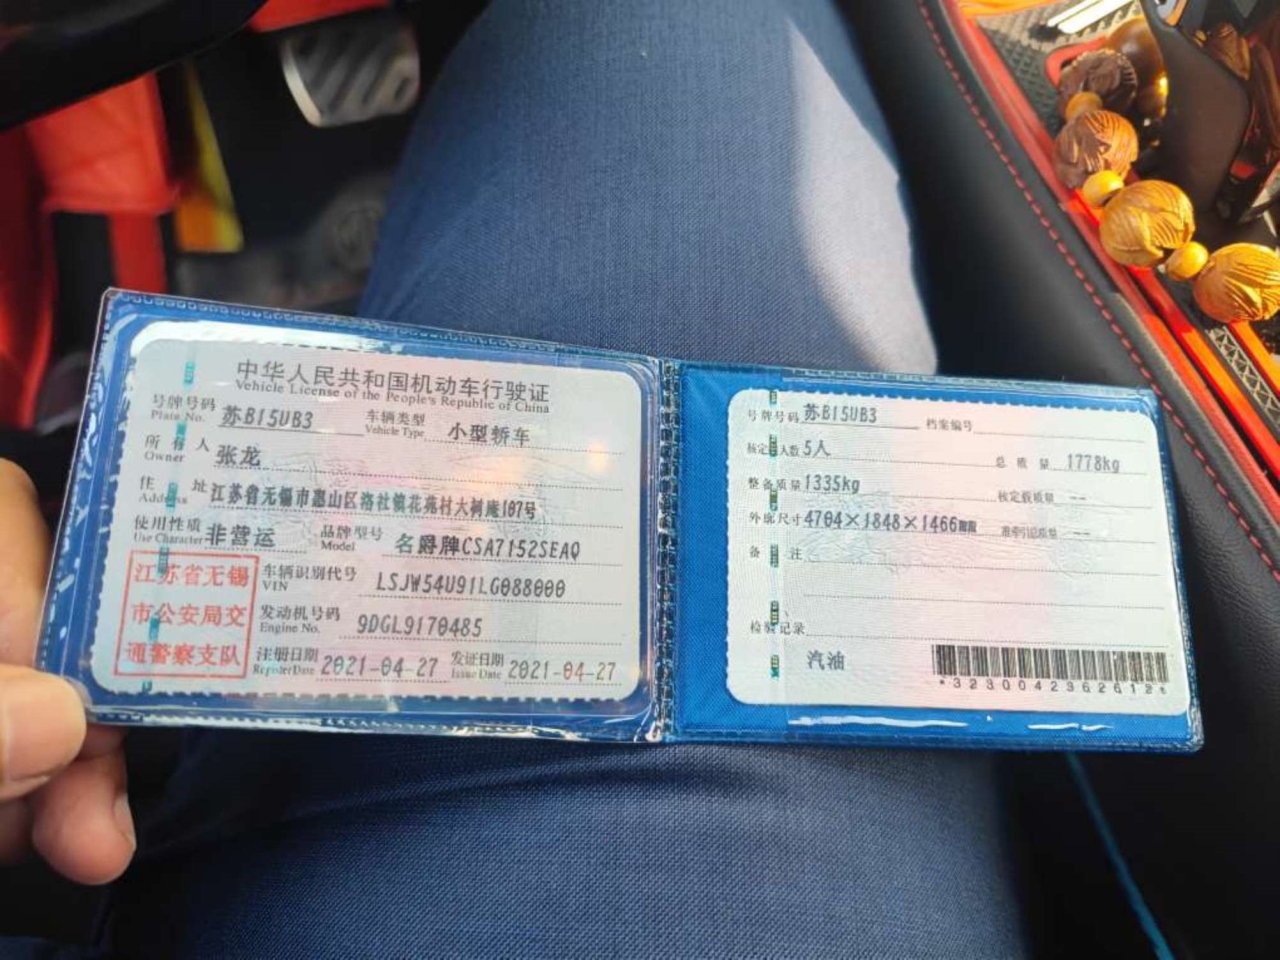 中华人民共和国机动车行驶证
Vehicle License of the People's Republic of China
号牌号码 苏B15UB3 车辆类型 小型轿车
Plate No. Vehicle Type
所有人 张龙
Owner
住址 江苏省无锡市惠山区洛社镇花苑村大树庵107号
Address
使用性质 非营运 品牌型号 名爵牌CSA7152SEAQ
Use Character Model
江苏省无锡
市公安局交
通警察支队
车辆识别代号 LSJW54U91LG088000
VIN
发动机号码 9DGL9170485
Engine No.
注册日期 2021-04-27 发证日期 2021-04-27
Register Date Issue Date
号牌号码 苏B15UB3 档案编号
核定人数 5人 总质量 1778kg
整备质量 1335kg 核定载质量 --
外廓尺寸 4704×1848×1466 准牵引总质量 --
备注
检验记录
汽油
*3230042962612*